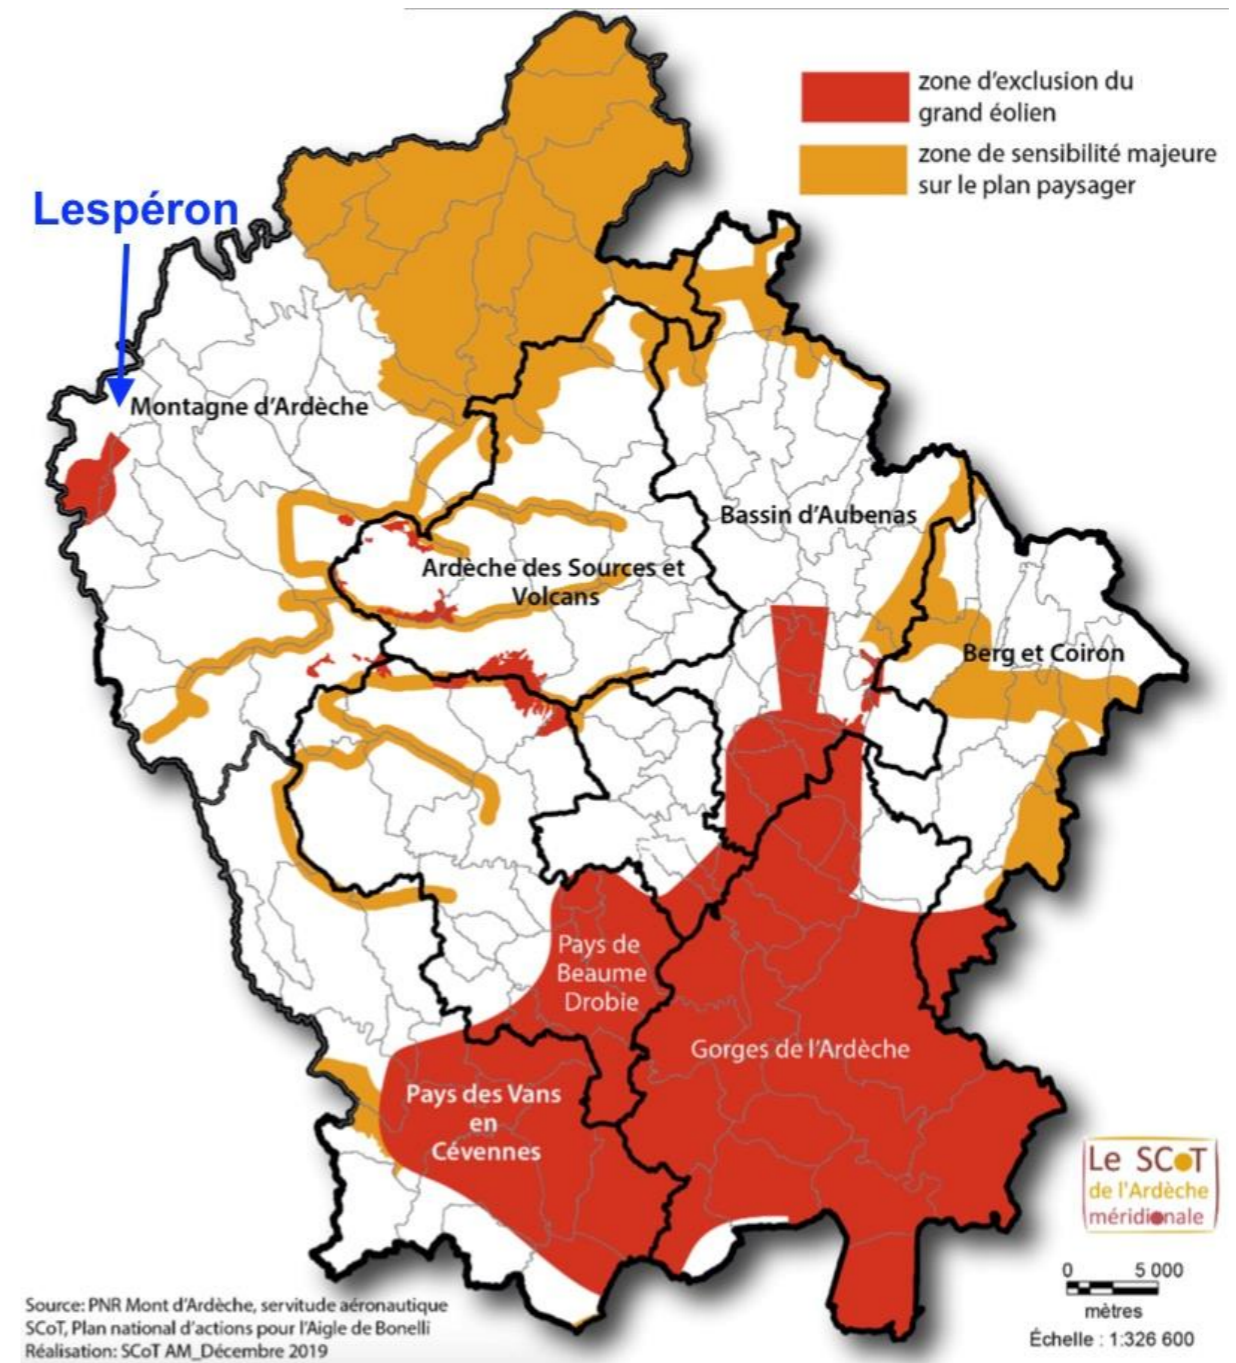 zone d'exclusion du
grand éolien
zone de sensibilité majeure
sur le plan paysager
Lespéron
Montagne d'Ardèche
Bassin d'Aubenas
Ardèche des Sources et
Volcans
Berg et Coiron
Pays de
Beaume
Drobie
Gorges de l'Ardèche
Pays des Vans
en
Cévennes
Le SCoT
de l'Ardèche
méridionale
0 5 000
mètres
Échelle : 1:326 600
Source: PNR Mont d'Ardèche, servitude aéronautique
SCoT, Plan national d'actions pour l'Aigle de Bonelli
Réalisation: SCoT AM_Décembre 2019